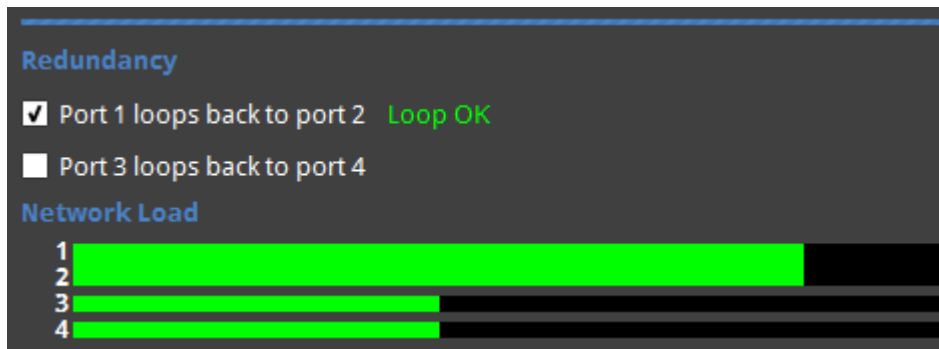 Redundancy
Port 1 loops back to port 2 Loop OK
Port 3 loops back to port 4
Network Load
1
2
3
4